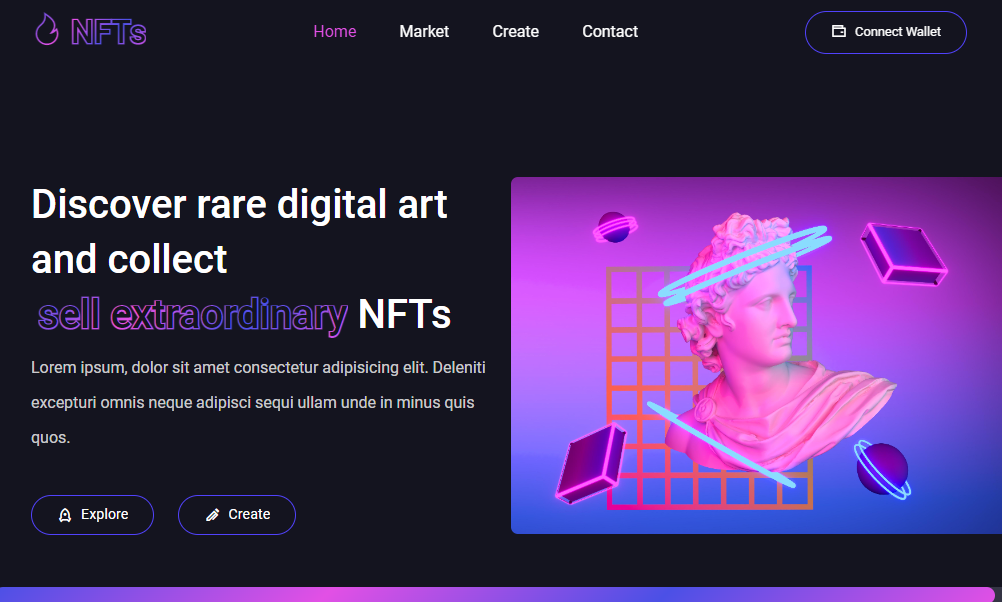 NFTs
Home Market Create Contact
Connect Wallet
Discover rare digital art
and collect
sell extraordinary NFTs
Lorem ipsum, dolor sit amet consectetur adipisicing elit. Deleniti
excepturi omnis neque adipisci sequi ullam unde in minus quis
quos.
Explore Create